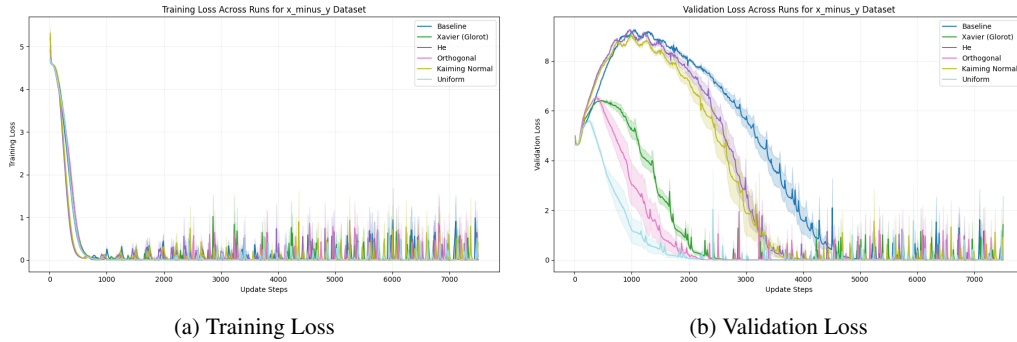 Training Loss Across Runs for x_minus_y Dataset
Baseline
Xavier (Glorot)
He
Orthogonal
Kaiming Normal
Uniform
Training Loss
5
4
3
2
1
0
0 1000 2000 3000 4000 5000 6000 7000
Update Steps
(a) Training Loss
Validation Loss Across Runs for x_minus_y Dataset
Baseline
Xavier (Glorot)
He
Orthogonal
Kaiming Normal
Uniform
Validation Loss
8
6
4
2
0
0 1000 2000 3000 4000 5000 6000 7000
Update Steps
(b) Validation Loss